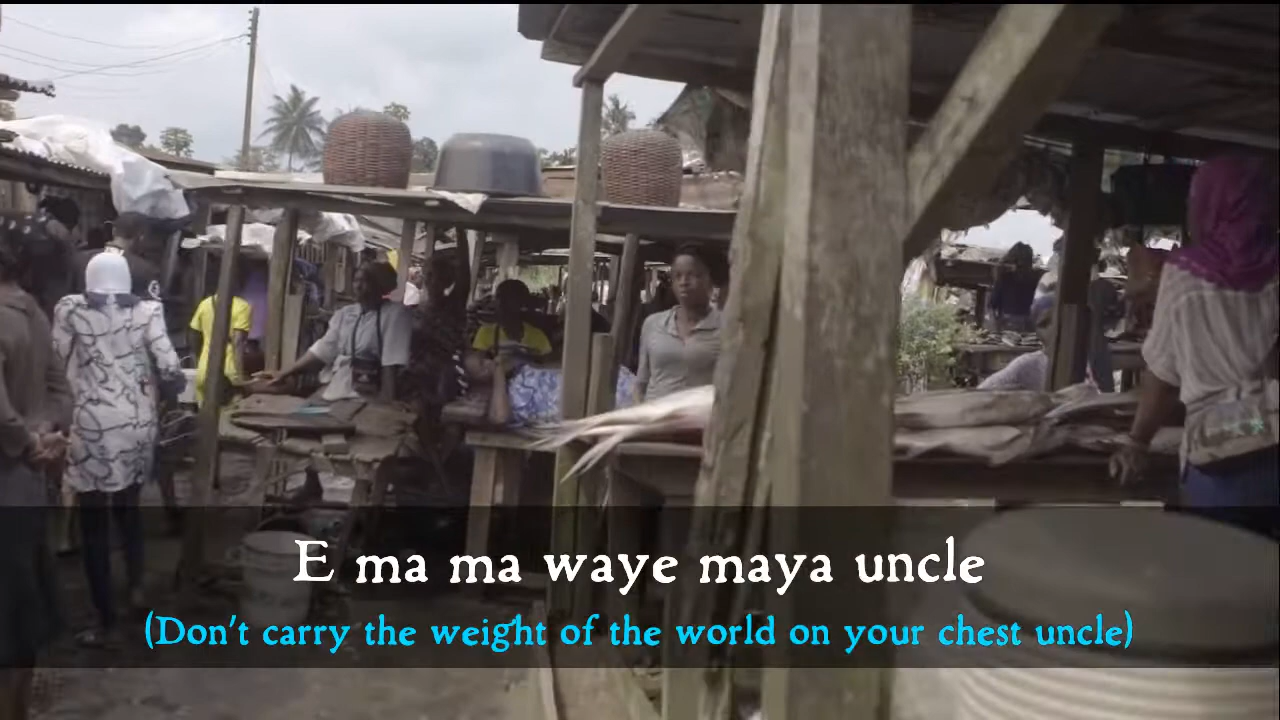 E ma ma waye maya uncle
(Don't carry the weight of the world on your chest uncle)